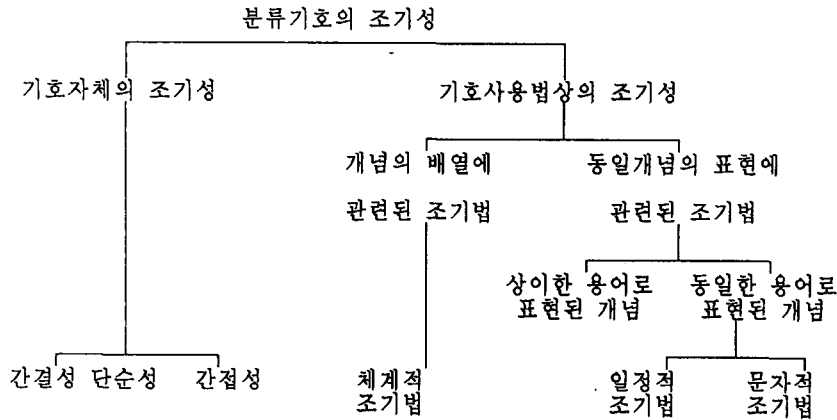 분류기호의 조기성
기호자체의 조기성 기호사용법상의 조기성
개념의 배열에 동일개념의 표현에
관련된 조기법 관련된 조기법
상이한 용어로 동일한 용어로
표현된 개념 표현된 개념
간결성 단순성 간접성 체계적 일정적 문자적
조기법 조기법 조기법